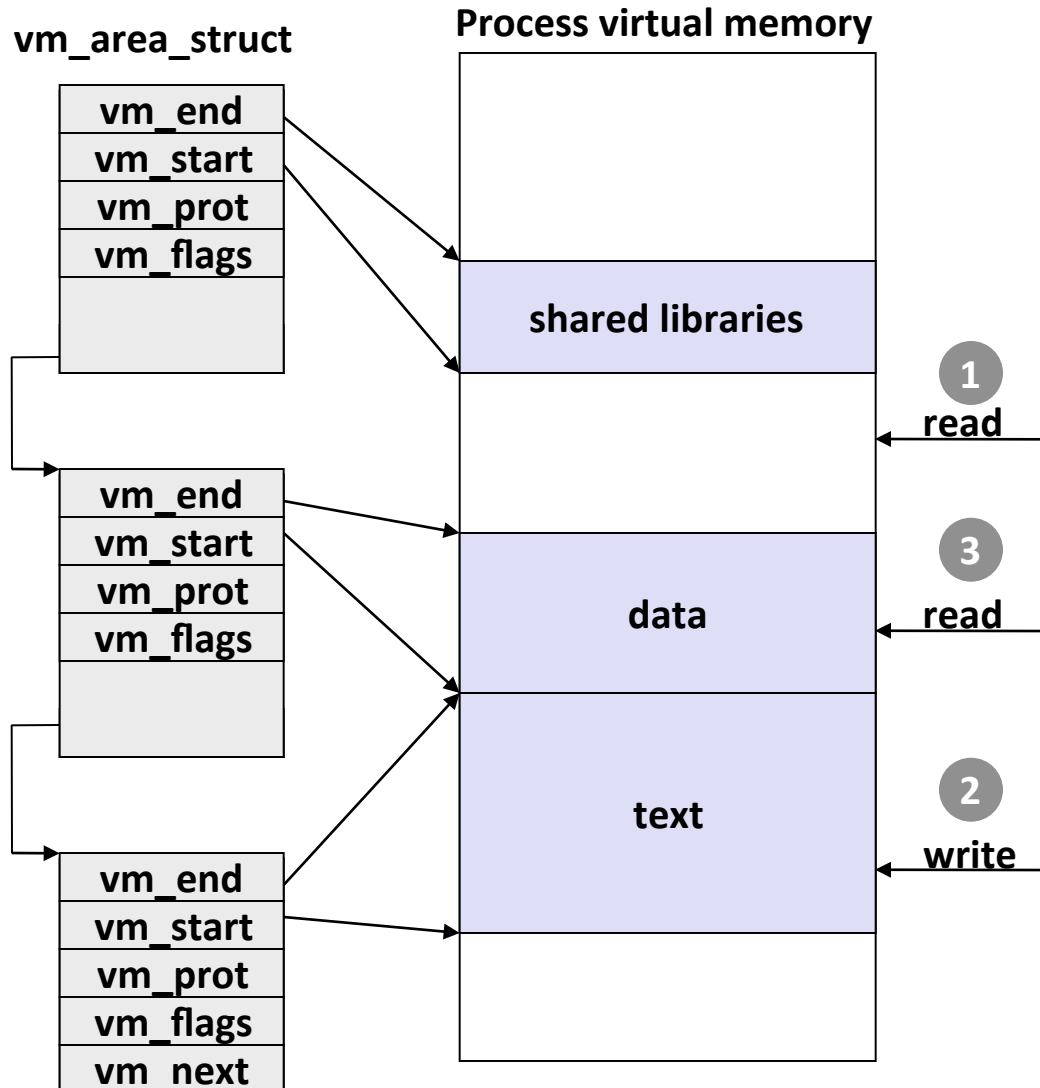 Process virtual memory
vm_area_struct
vm_end
vm_start
vm_prot
vm_flags
shared libraries
1
read
vm_end
vm_start
vm_prot
vm_flags
data
3
read
text
2
write
vm_end
vm_start
vm_prot
vm_flags
vm_next